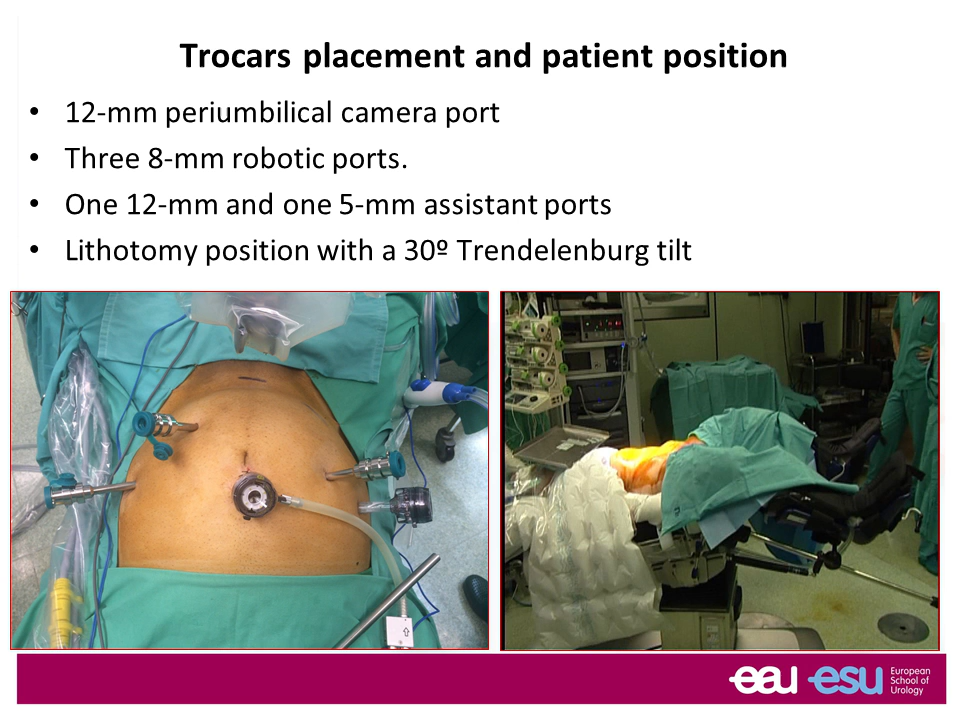 Trocars placement and patient position
• 12-mm periumbilical camera port
• Three 8-mm robotic ports.
• One 12-mm and one 5-mm assistant ports
• Lithotomy position with a 30º Trendelenburg tilt
eau esu European
School of
Urology